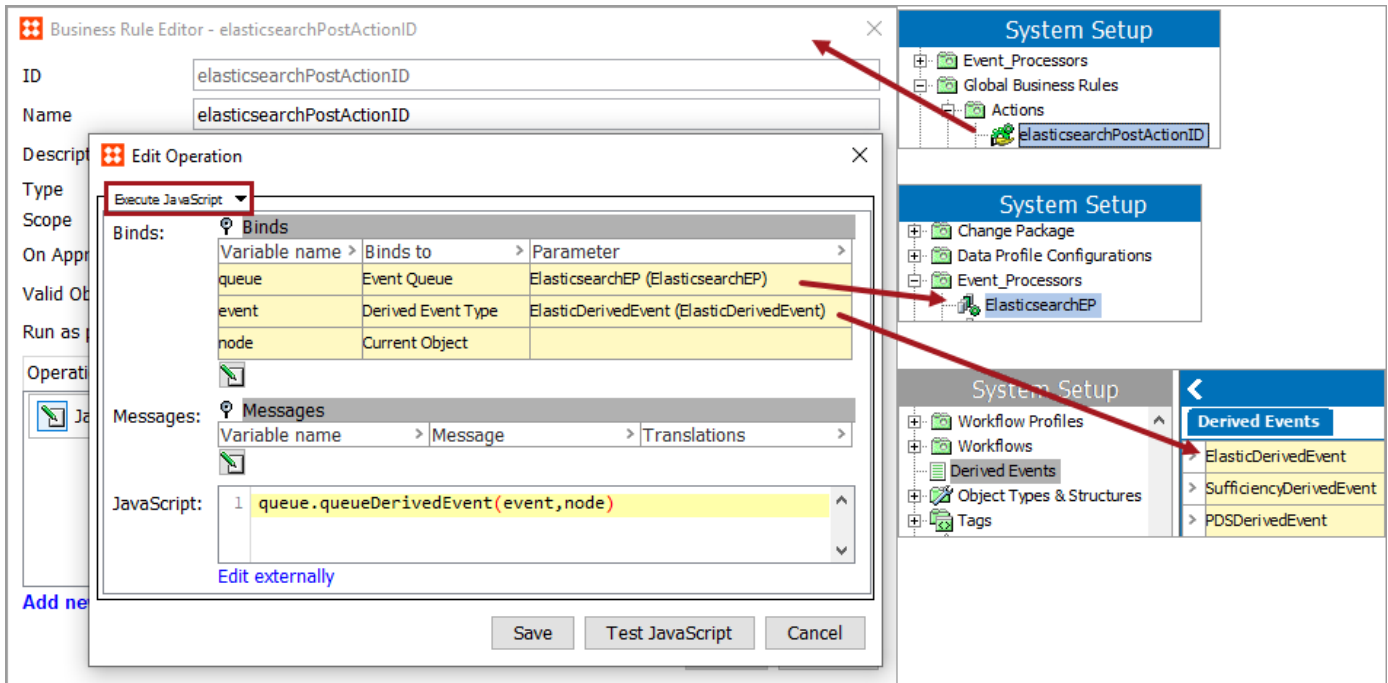 Business Rule Editor - elasticsearchPostActionID
ID elasticsearchPostActionID
Name elasticsearchPostActionID
Descript
Type
Scope
On Appr
Valid Ob
Run as p
Operati
Ja
Add ne
Edit Operation
Execute JavaScript
Binds:
Binds
Variable name > Binds to > Parameter >
queue Event Queue ElasticsearchEP (ElasticsearchEP)
event Derived Event Type ElasticDerivedEvent (ElasticDerivedEvent)
node Current Object
Messages:
Messages
Variable name > Message > Translations >
JavaScript:
1 queue.queueDerivedEvent(event,node)
Edit externally
Save Test JavaScript Cancel
System Setup
Event_Processors
Global Business Rules
Actions
elasticsearchPostActionID
System Setup
Change Package
Data Profile Configurations
Event_Processors
ElasticsearchEP
System Setup
Workflow Profiles
Workflows
Derived Events
Object Types & Structures
Tags
Derived Events
> ElasticDerivedEvent
> SufficiencyDerivedEvent
> PDSDerivedEvent